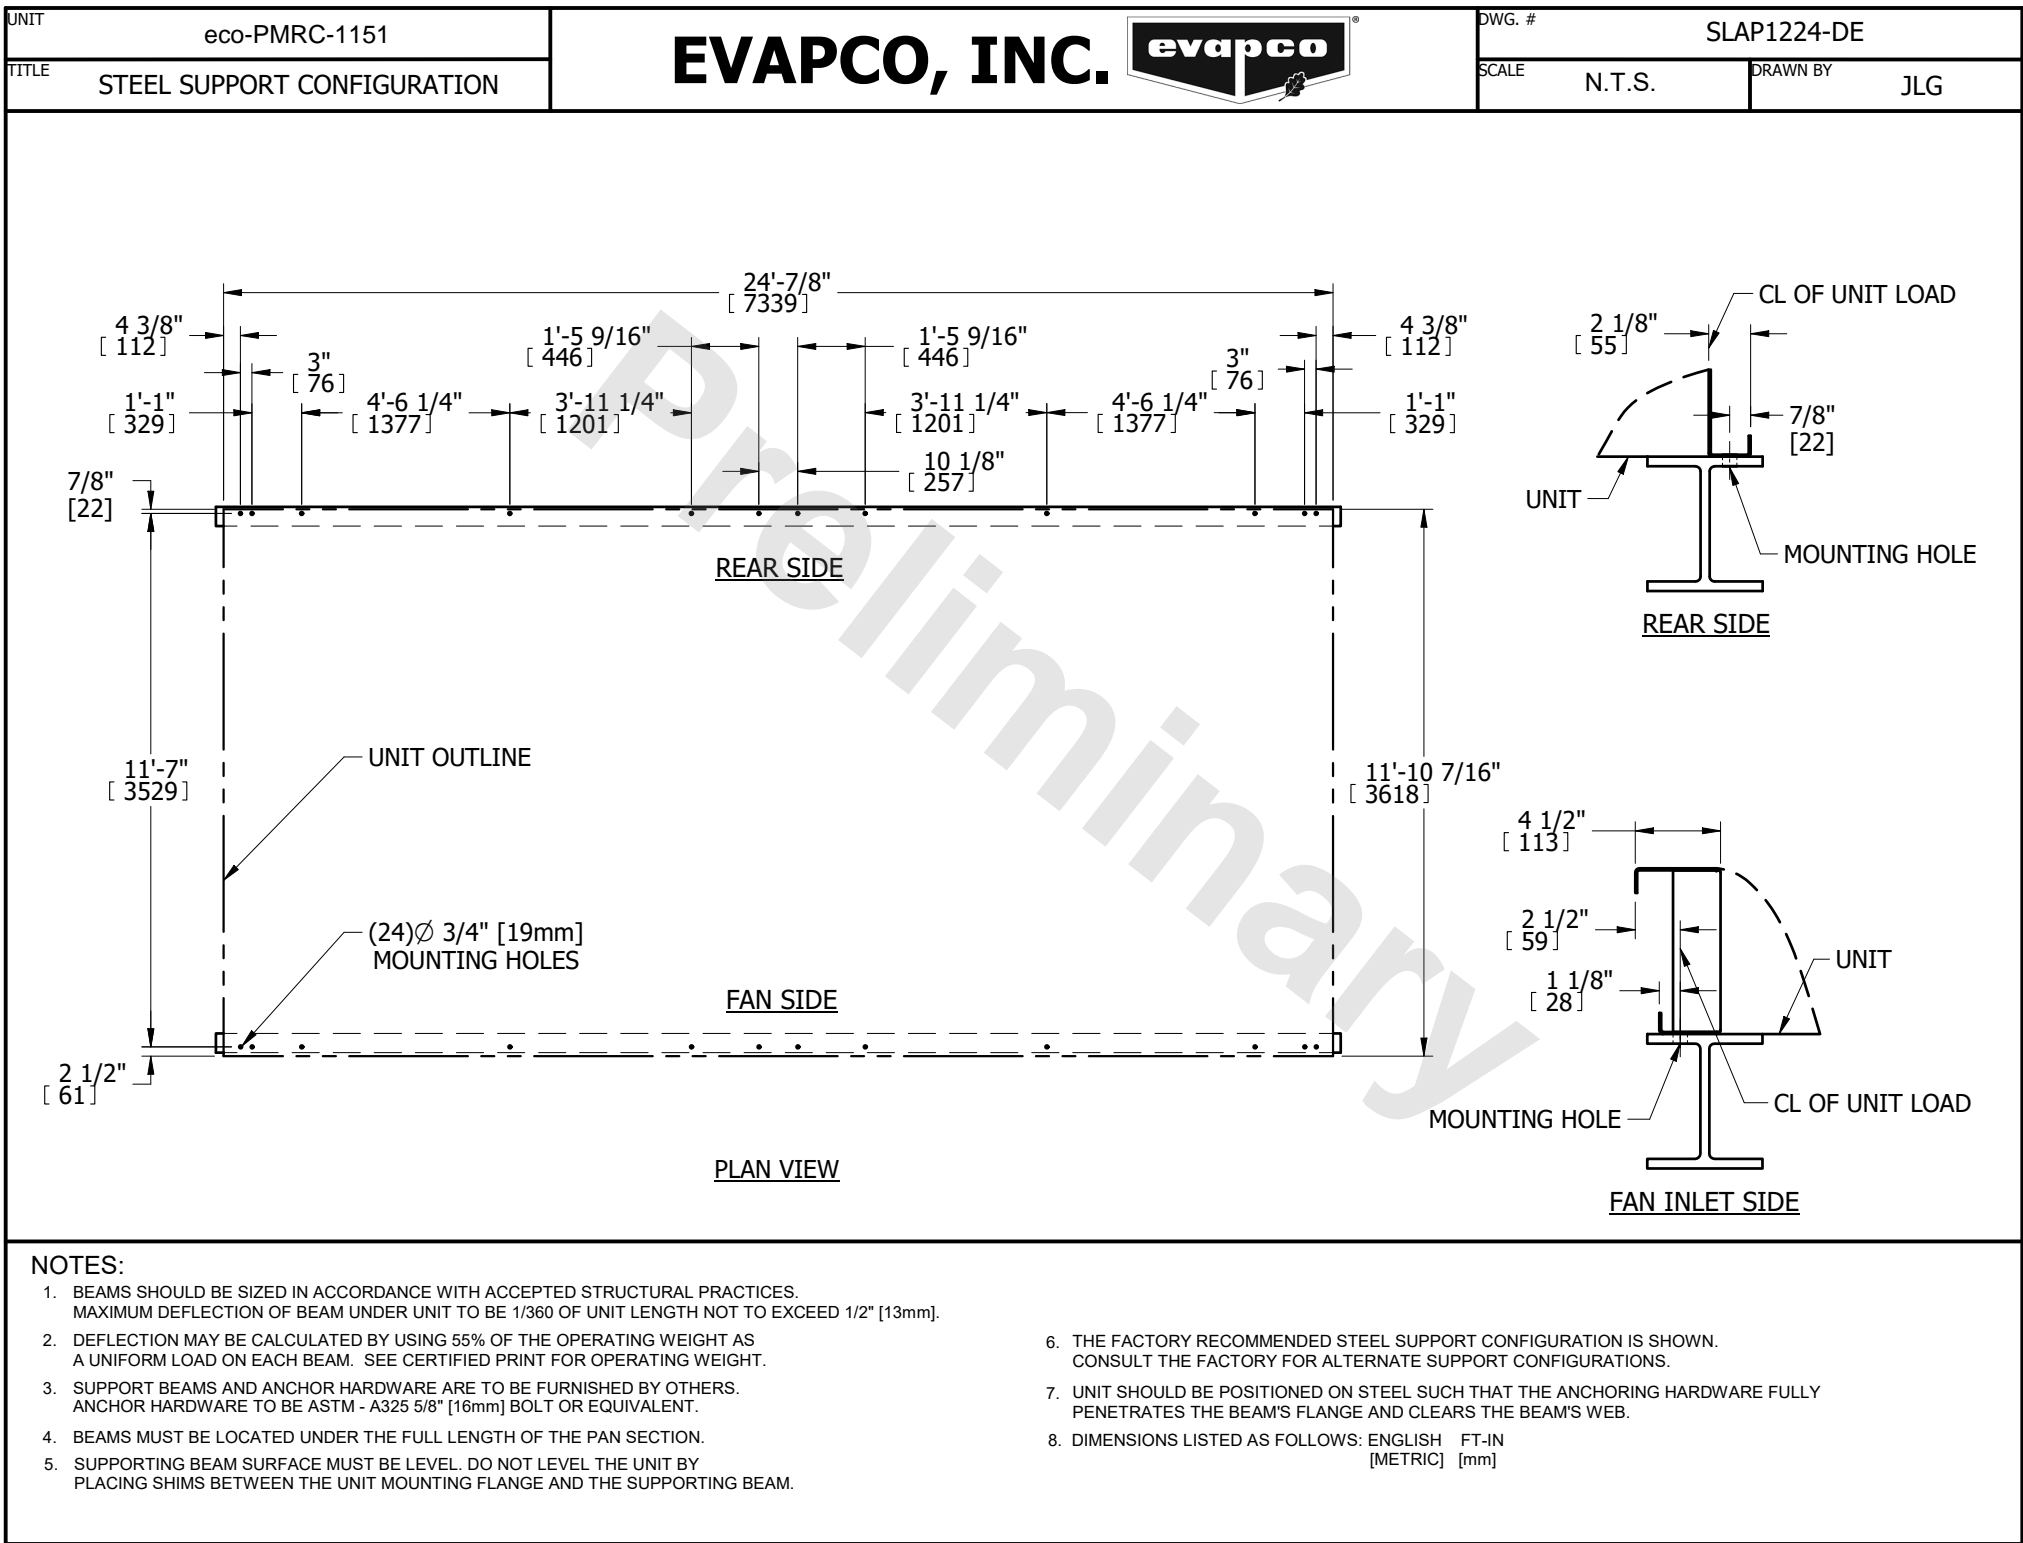 UNIT
eco-PMRC-1151
TITLE
STEEL SUPPORT CONFIGURATION
EVAPCO, INC.
evapco®
DWG. #
SLAP1224-DE
SCALE
N.T.S.
DRAWN BY
JLG
24'-7/8"
[ 7339]
4 3/8"
[ 112]
3"
[ 76]
1'-5 9/16"
[ 446]
1'-5 9/16"
[ 446]
3"
[ 76]
4 3/8"
[ 112]
1'-1"
[ 329]
4'-6 1/4"
[ 1377]
3'-11 1/4"
[ 1201]
3'-11 1/4"
[ 1201]
4'-6 1/4"
[ 1377]
1'-1"
[ 329]
10 1/8"
[ 257]
7/8"
[22]
REAR SIDE
UNIT OUTLINE
11'-7"
[ 3529]
11'-10 7/16"
[ 3618]
(24)Ø 3/4" [19mm]
MOUNTING HOLES
FAN SIDE
2 1/2"
[ 61]
PLAN VIEW
Preliminary
CL OF UNIT LOAD
2 1/8"
[ 55]
7/8"
[22]
UNIT
MOUNTING HOLE
REAR SIDE
4 1/2"
[ 113]
2 1/2"
[ 59]
1 1/8"
[ 28]
UNIT
CL OF UNIT LOAD
MOUNTING HOLE
FAN INLET SIDE
NOTES:
1. BEAMS SHOULD BE SIZED IN ACCORDANCE WITH ACCEPTED STRUCTURAL PRACTICES.
MAXIMUM DEFLECTION OF BEAM UNDER UNIT TO BE 1/360 OF UNIT LENGTH NOT TO EXCEED 1/2" [13mm].
2. DEFLECTION MAY BE CALCULATED BY USING 55% OF THE OPERATING WEIGHT AS
A UNIFORM LOAD ON EACH BEAM. SEE CERTIFIED PRINT FOR OPERATING WEIGHT.
3. SUPPORT BEAMS AND ANCHOR HARDWARE ARE TO BE FURNISHED BY OTHERS.
ANCHOR HARDWARE TO BE ASTM - A325 5/8" [16mm] BOLT OR EQUIVALENT.
4. BEAMS MUST BE LOCATED UNDER THE FULL LENGTH OF THE PAN SECTION.
5. SUPPORTING BEAM SURFACE MUST BE LEVEL. DO NOT LEVEL THE UNIT BY
PLACING SHIMS BETWEEN THE UNIT MOUNTING FLANGE AND THE SUPPORTING BEAM.
6. THE FACTORY RECOMMENDED STEEL SUPPORT CONFIGURATION IS SHOWN.
CONSULT THE FACTORY FOR ALTERNATE SUPPORT CONFIGURATIONS.
7. UNIT SHOULD BE POSITIONED ON STEEL SUCH THAT THE ANCHORING HARDWARE FULLY
PENETRATES THE BEAM'S FLANGE AND CLEARS THE BEAM'S WEB.
8. DIMENSIONS LISTED AS FOLLOWS: ENGLISH FT-IN
[METRIC] [mm]